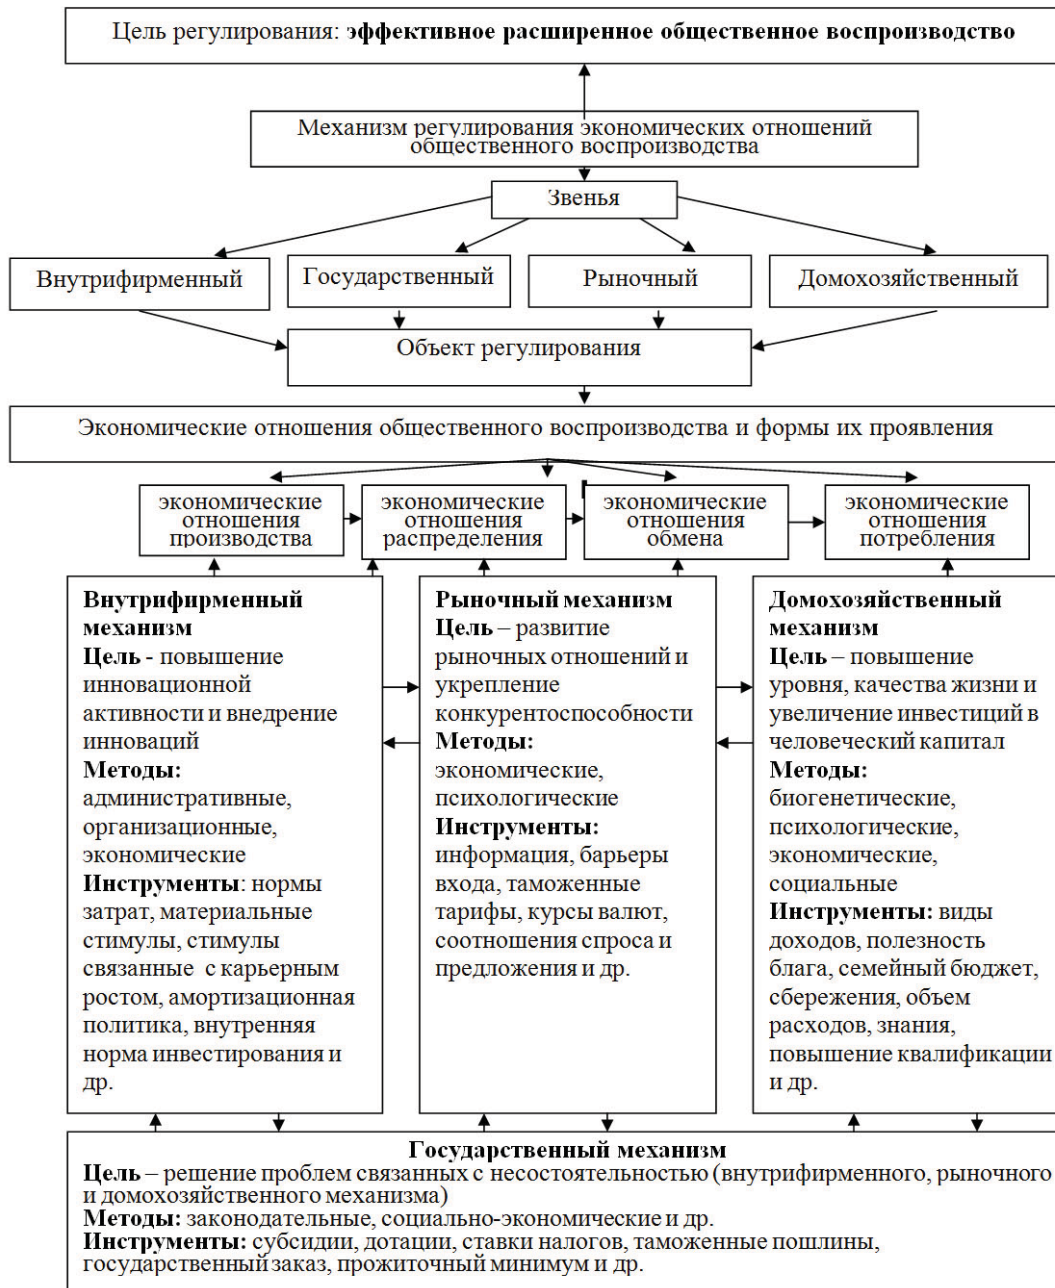 Цель регулирования: эффективное расширенное общественное воспроизводство
Механизм регулирования экономических отношений
общественного воспроизводства
Звенья
Внутрифирменный
Государственный
Рыночный
Домохозяйственный
Объект регулирования
Экономические отношения общественного воспроизводства и формы их проявления
экономические
отношения
производства
экономические
отношения
распределения
экономические
отношения
обмена
экономические
отношения
потребления
Внутрифирменный
механизм
Цель - повышение
инновационной
активности и внедрение
инноваций
Методы:
административные,
организационные,
экономические
Инструменты: нормы
затрат, материальные
стимулы, стимулы
связанные с карьерным
ростом, амортизационная
политика, внутренняя
норма инвестирования и
др.
Рыночный механизм
Цель – развитие
рыночных отношений и
укрепление
конкурентоспособности
Методы:
экономические,
психологические
Инструменты:
информация, барьеры
входа, таможенные
тарифы, курсы валют,
соотношения спроса и
предложения и др.
Домохозяйственный
механизм
Цель – повышение
уровня, качества жизни и
увеличение инвестиций в
человеческий капитал
Методы:
биогенетические,
психологические,
экономические,
социальные
Инструменты: виды
доходов, полезность
блага, семейный бюджет,
сбережения, объем
расходов, знания,
повышение квалификации
и др.
Государственный механизм
Цель – решение проблем связанных с несостоятельностью (внутрифирменного, рыночного
и домохозяйственного механизма)
Методы: законодательные, социально-экономические и др.
Инструменты: субсидии, дотации, ставки налогов, таможенные пошлины,
государственный заказ, прожиточный минимум и др.